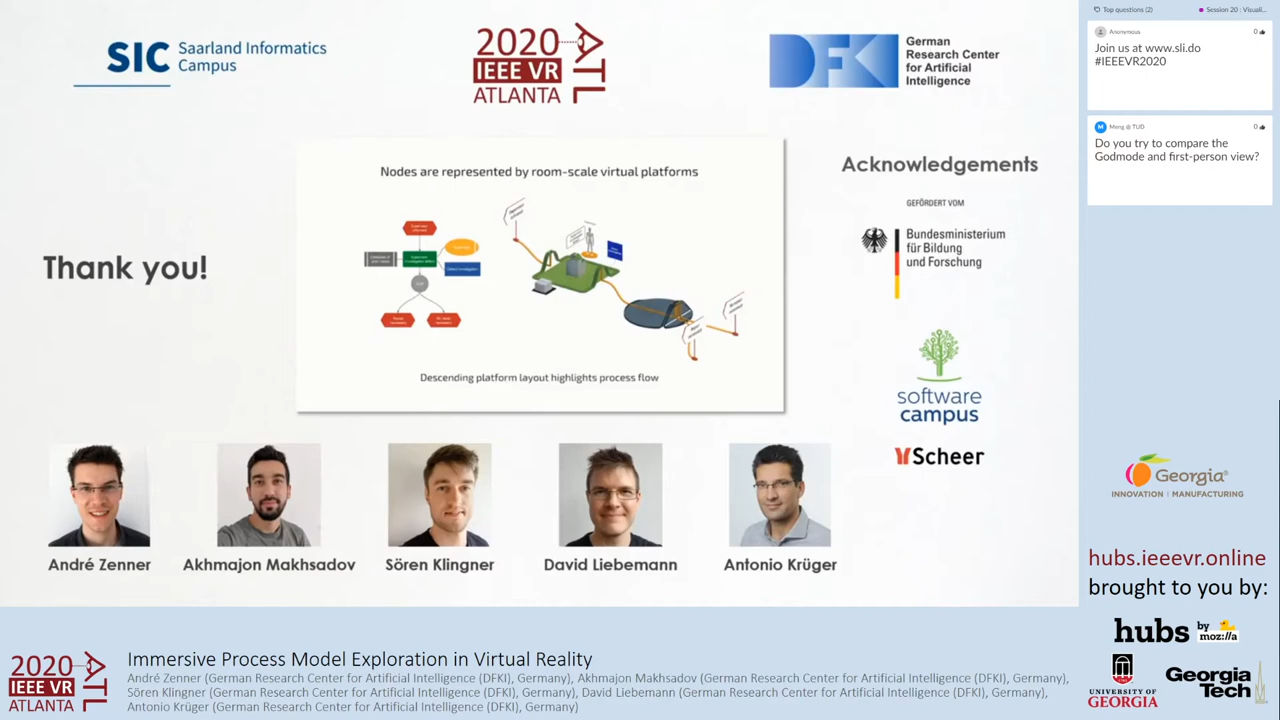 SIC Saarland Informatics
Campus
2020
IEEE VR
ATLANTA
ATL
DFKI
German
Research Center
for Artificial
Intelligence
Nodes are represented by room-scale virtual platforms
Descending platform layout highlights process flow
Thank you!
Acknowledgements
GEFÖRDERT VOM
Bundesministerium
für Bildung
und Forschung
software
campus
Scheer
André Zenner
Akhmajon Makhsadov
Sören Klingner
David Liebemann
Antonio Krüger
Top questions (2)
Session 20 : Visuali...
Anonymous
0
Join us at www.sli.do
#IEEEVR2020
M
Meng @ TUD
0
Do you try to compare the
Godmode and first-person view?
Georgia®
INNOVATION | MANUFACTURING
hubs.ieeevr.online
brought to you by:
hubs by
moz://a
UNIVERSITY OF
GEORGIA
Georgia
Tech
2020
IEEE VR
ATLANTA
ATL
Immersive Process Model Exploration in Virtual Reality
André Zenner (German Research Center for Artificial Intelligence (DFKI), Germany), Akhmajon Makhsadov (German Research Center for Artificial Intelligence (DFKI), Germany),
Sören Klingner (German Research Center for Artificial Intelligence (DFKI), Germany), David Liebemann (German Research Center for Artificial Intelligence (DFKI), Germany),
Antonio Krüger (German Research Center for Artificial Intelligence (DFKI), Germany)